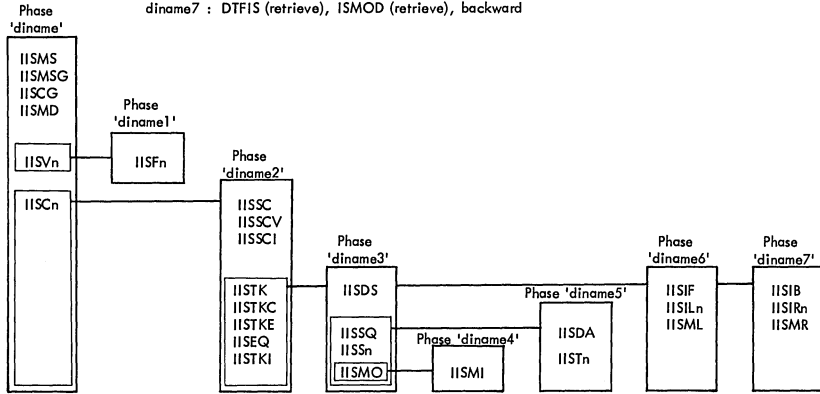 diname7 : DTFIS (retrieve), ISMOD (retrieve), backward
Phase
'diname'
IISMS
IISMSG
IISCG
IISMD
IISVn
IISCn
Phase
'diname1'
IISFn
Phase
'diname2'
IISSC
IISSCV
IISSCI
IISTK
IISTKC
IISTKE
IISEQ
IISTKI
Phase
'diname3'
IISDS
IISSQ
IISSn
IISMO
Phase 'diname4'
IISMI
Phase 'diname5'
IISDA
IISTn
Phase
'diname6'
IISIF
IISILn
IISML
Phase
'diname7'
IISIB
IISIRn
IISMR